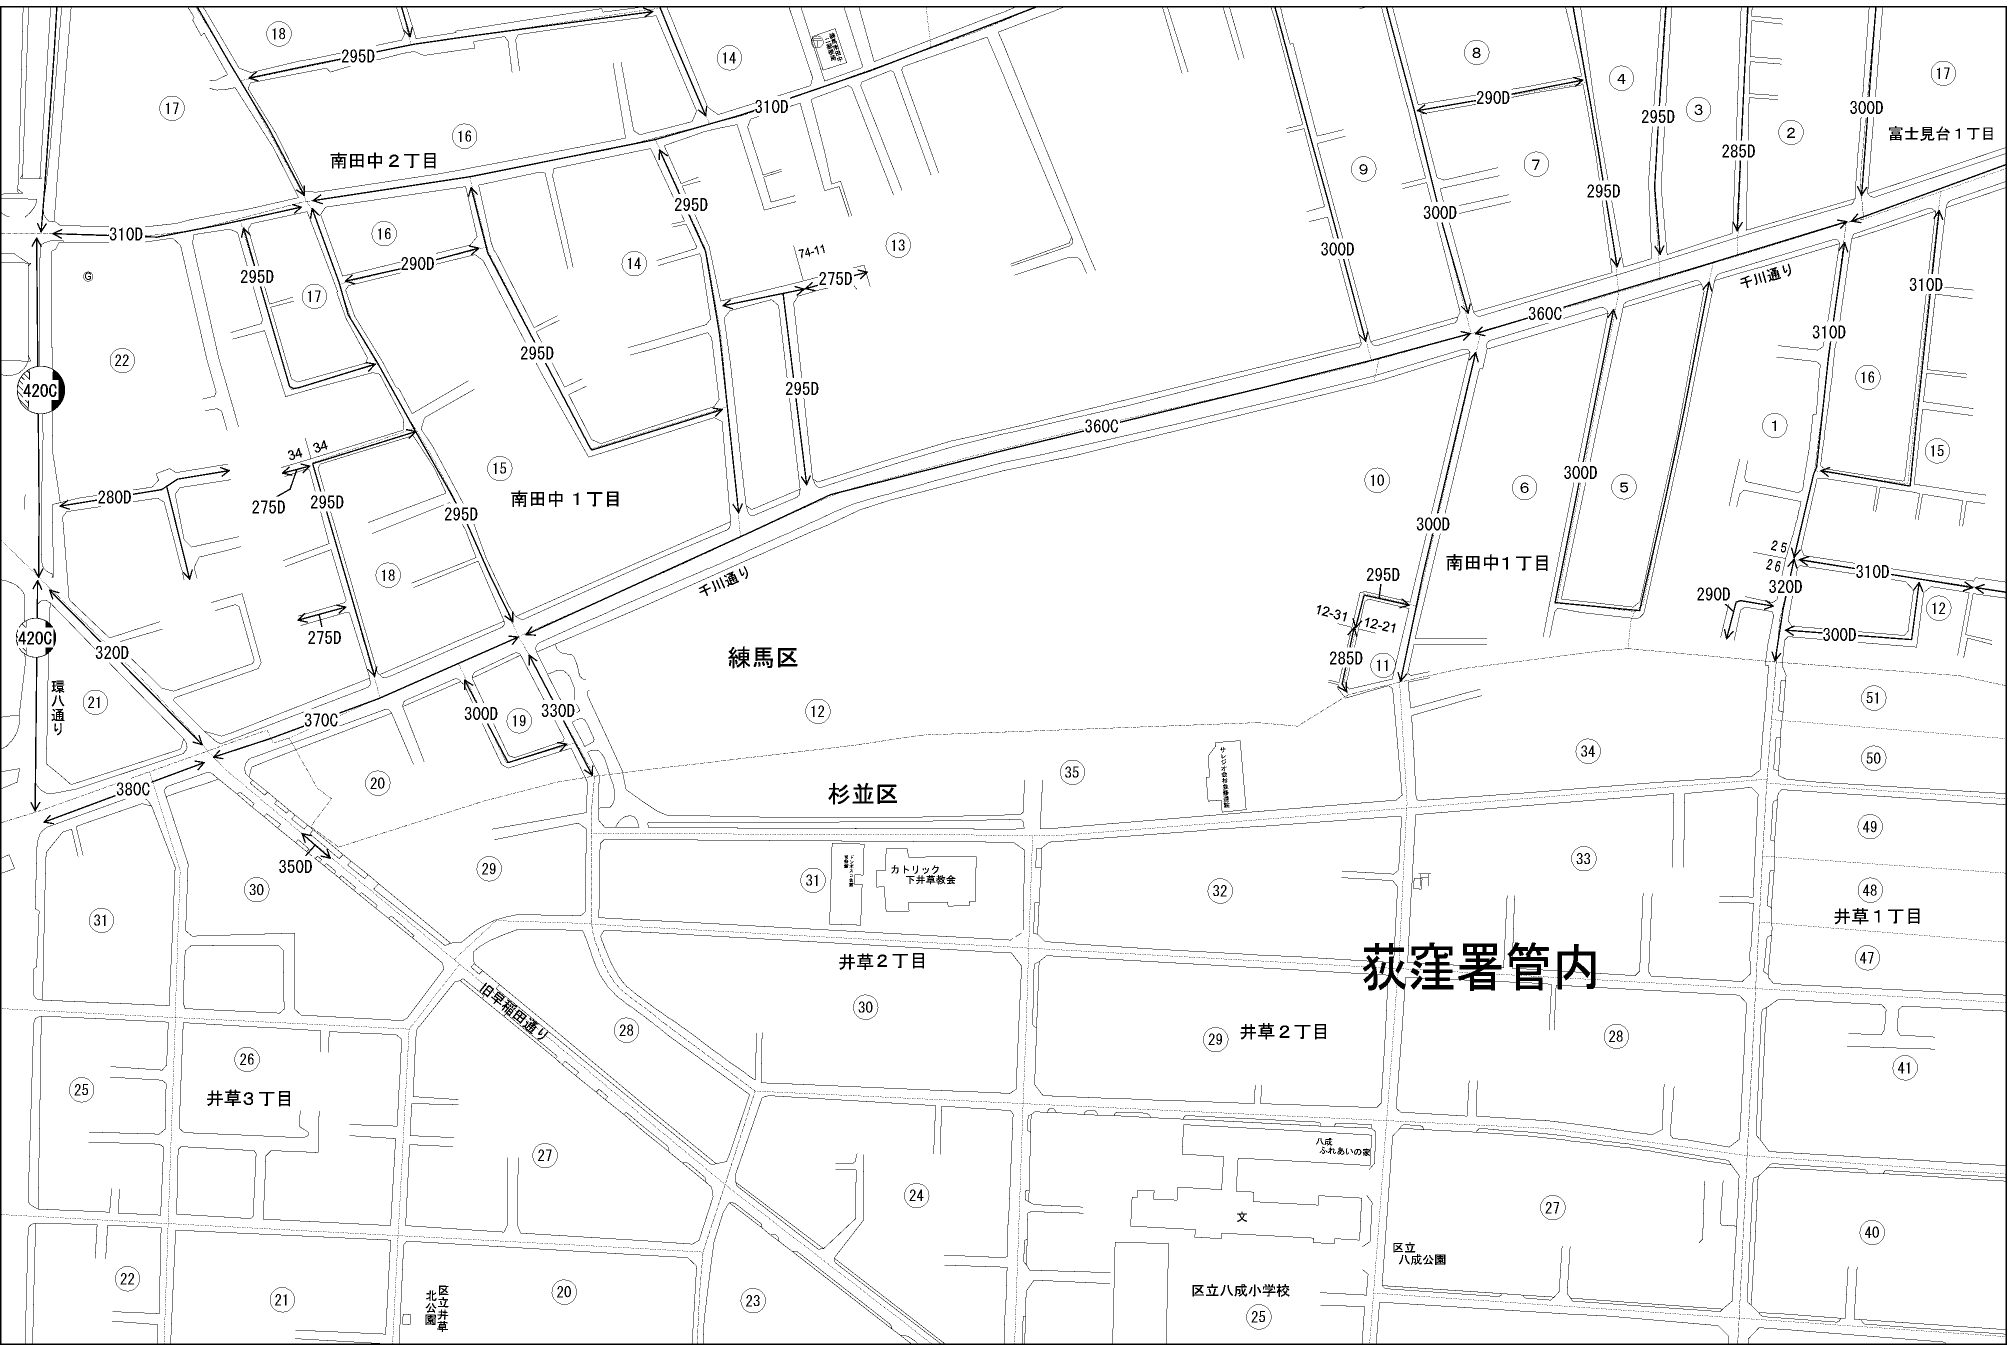 18
295D
14
8
4
17
17
3
310D
290D
295D
300D
2
富士見台１丁目
16
南田中２丁目
285D
9
7
295D
295D
300D
310D
16
13
300D
295D
290D
14
74-11
275D
千川通り
G
17
310D
360C
310D
22
295D
295D
16
420C
360C
1
34
34
15
10
15
280D
275D
295D
295D
南田中１丁目
300D
6
300D
5
25
26
南田中１丁目
310D
18
千川通り
295D
320D
290D
12
12-31
12-21
300D
275D
420C
320D
練馬区
285D
11
環八通り
21
370C
300D
19
330D
12
51
34
50
20
35
380C
杉並区
49
350D
29
31
カトリック
下井草教会
32
33
30
48
31
井草１丁目
井草２丁目
荻窪署管内
47
旧早稲田通り
30
28
29
井草２丁目
28
26
41
25
井草３丁目
八成
ふれあいの家
27
24
文
27
40
区立
八成公園
22
21
区立井草
北公園
20
23
区立八成小学校
25